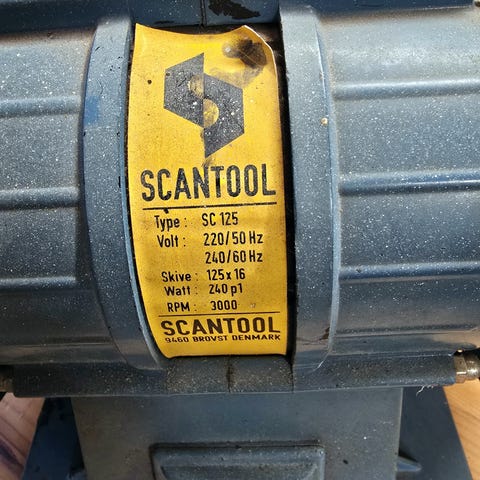 SCANTOOL
Type : SC 125
Volt : 220/50 Hz
240/60 Hz
Skive : 125 x 16
Watt : 240 p1
RPM : 3000
SCANTOOL
9460 BROVST DENMARK